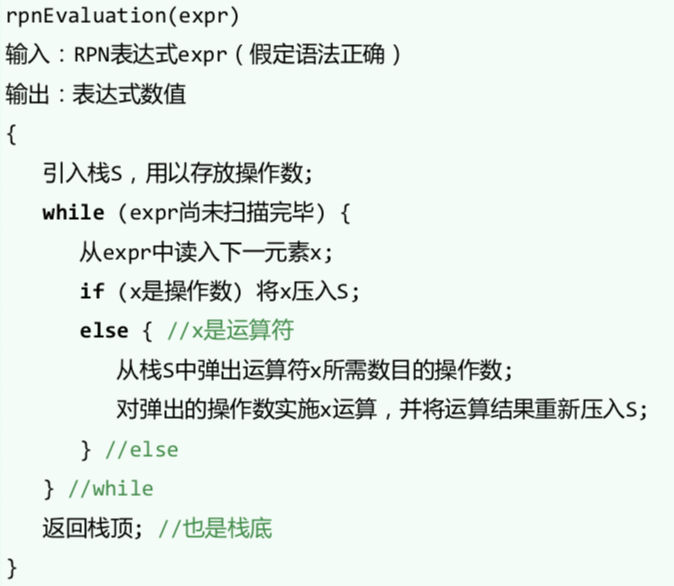 rpnEvaluation(expr)
输入：RPN表达式expr（假定语法正确）
输出：表达式数值
{
引入栈S，用以存放操作数;
while (expr尚未扫描完毕) {
从expr中读入下一元素x;
if (x是操作数) 将x压入S;
else { //x是运算符
从栈S中弹出运算符x所需数目的操作数;
对弹出的操作数实施x运算，并将运算结果重新压入S;
} //else
} //while
返回栈顶; //也是栈底
}